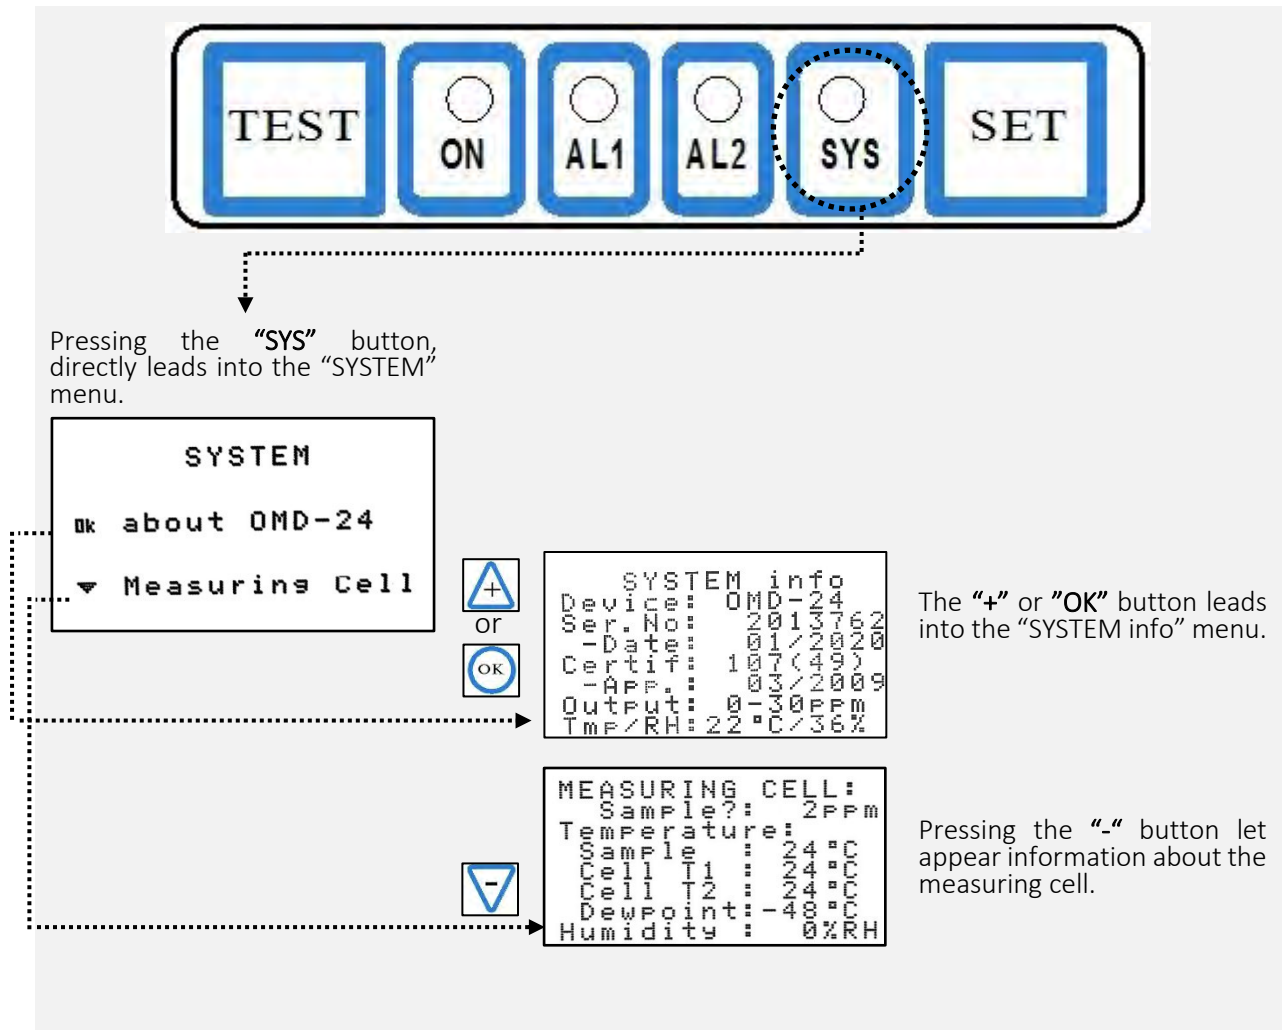 TEST
ON
AL1
AL2
SYS
SET
Pressing the “SYS” button,
directly leads into the “SYSTEM”
menu.
SYSTEM
Ok about OMD-24
Measuring Cell
+
or
OK
SYSTEM info
Device: OMD-24
Ser.No: 2013762
-Date: 01/2020
Certif: 107(49)
-App.: 03/2009
Output: 0-30ppm
Tmp/RH:22°C/36%
The “+” or ”OK” button leads
into the “SYSTEM info” menu.
MEASURING CELL:
Sample?: 2ppm
Temperature:
Sample : 24°C
Cell T1 : 24°C
Cell T2 : 24°C
Dewpoint:-48°C
Humidity : 0%RH
-
Pressing the “-“ button let
appear information about the
measuring cell.